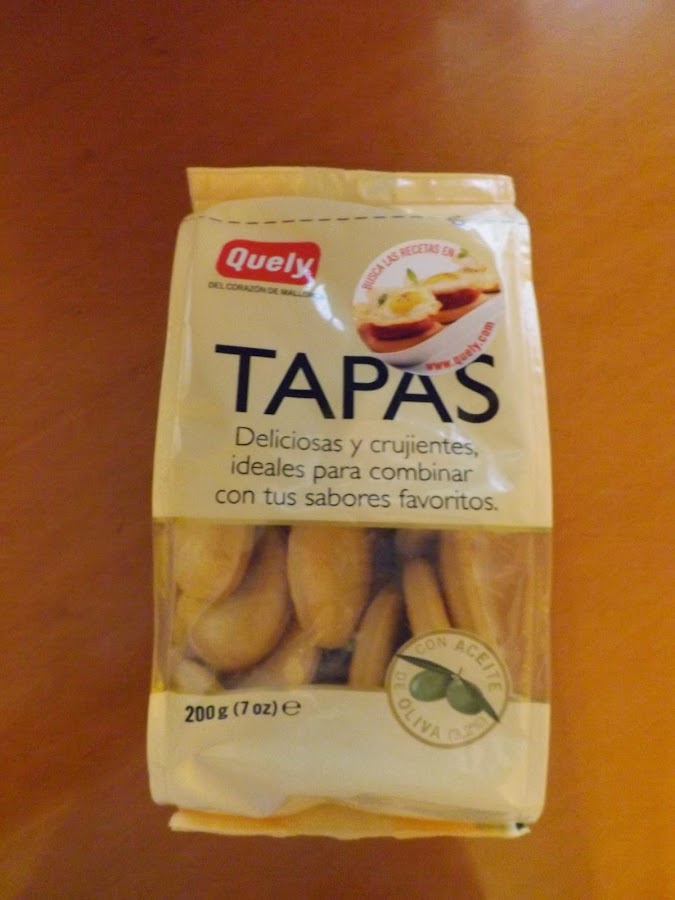 Quely
DEL CORAZÓN DE MALLORCA
BUSCA LAS RECETAS EN
www.quely.com
TAPAS
Deliciosas y crujientes,
ideales para combinar
con tus sabores favoritos.
CON ACEITE
DE OLIVA
200g (7 oz) e